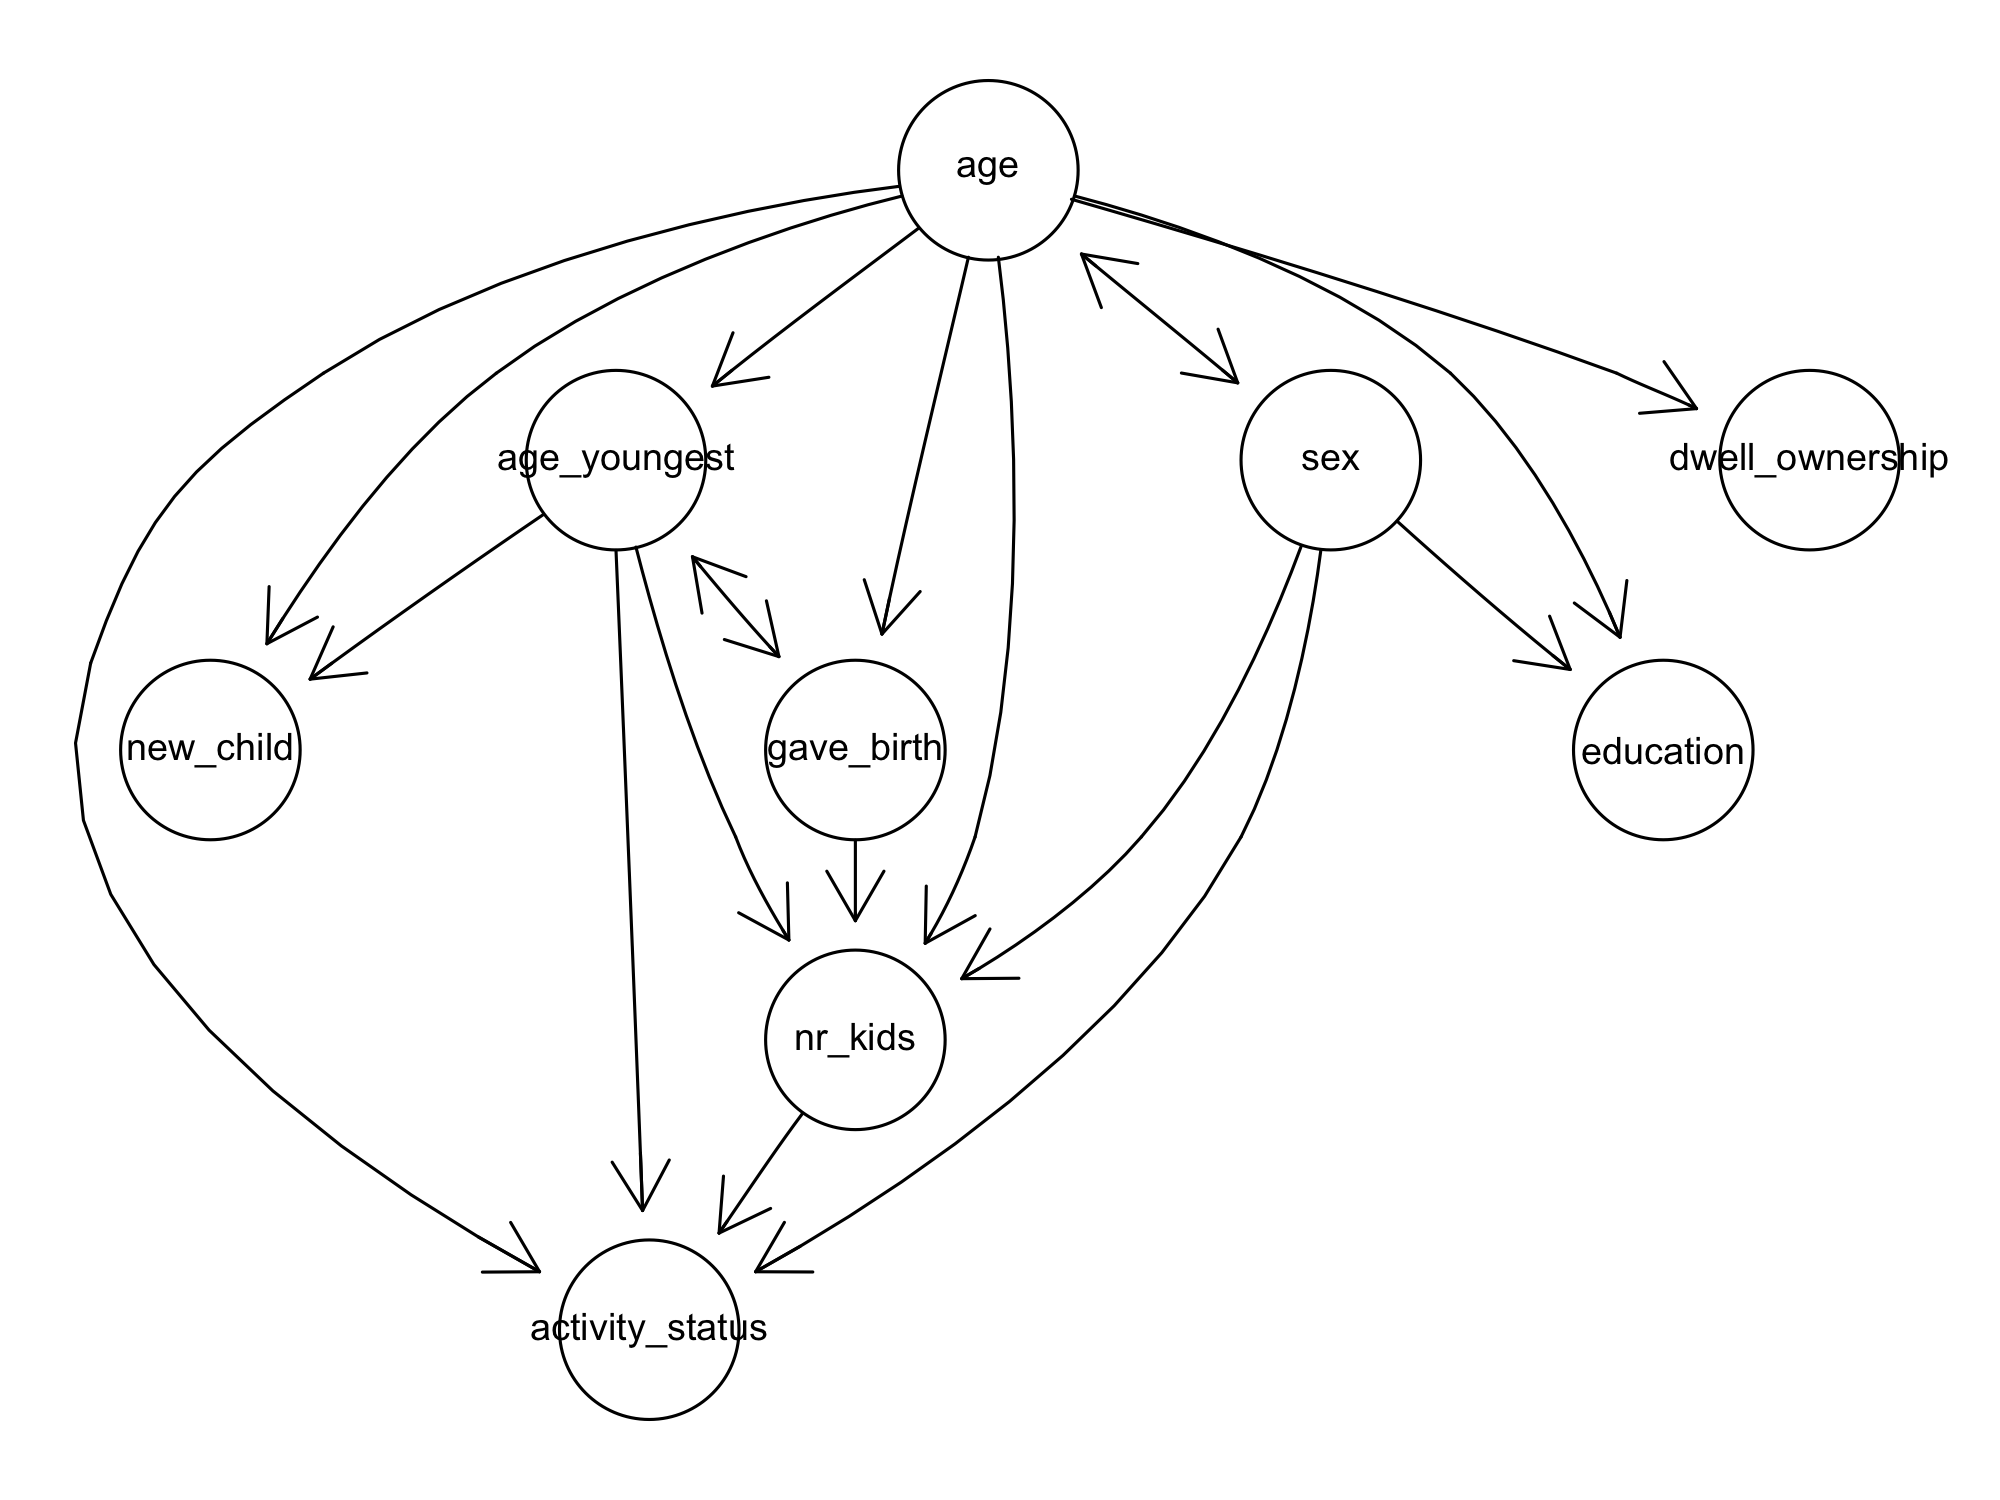 age
age_youngest
sex
dwell_ownership
new_child
gave_birth
education
nr_kids
activity_status